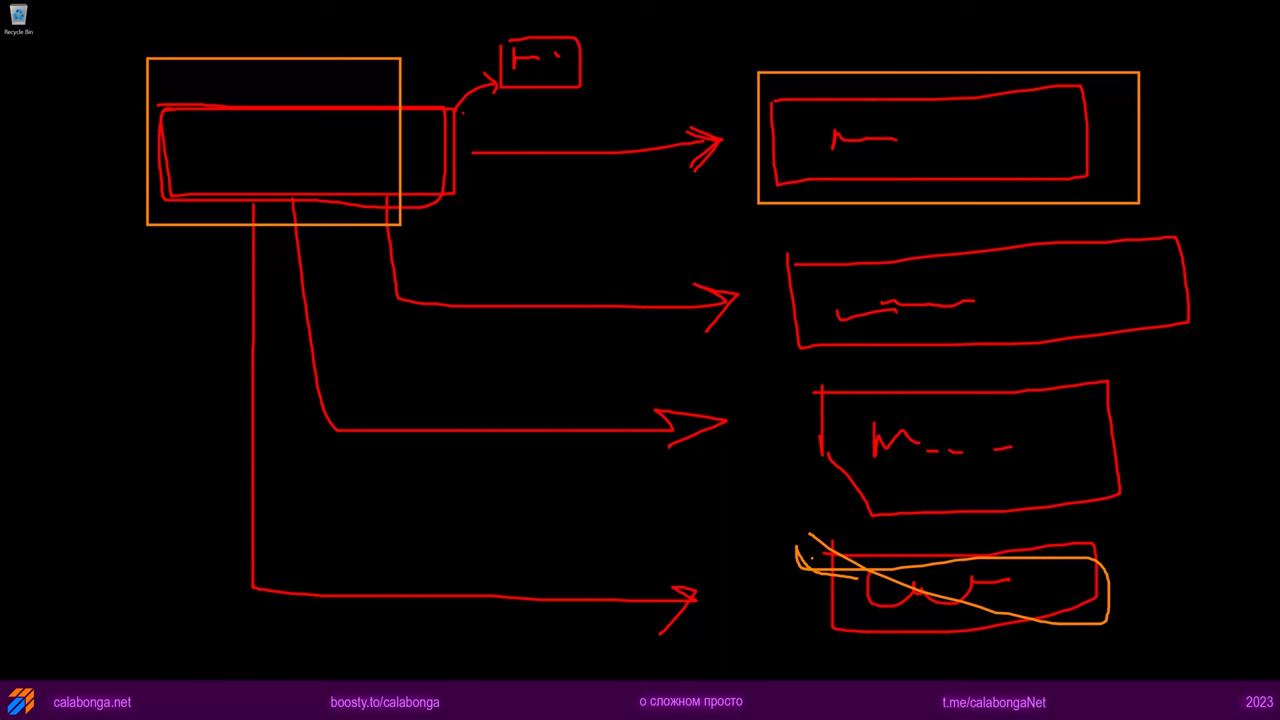 Recycle Bin
calabonga.net
boosty.to/calabonga
о сложном просто
t.me/calabongaNet
2023